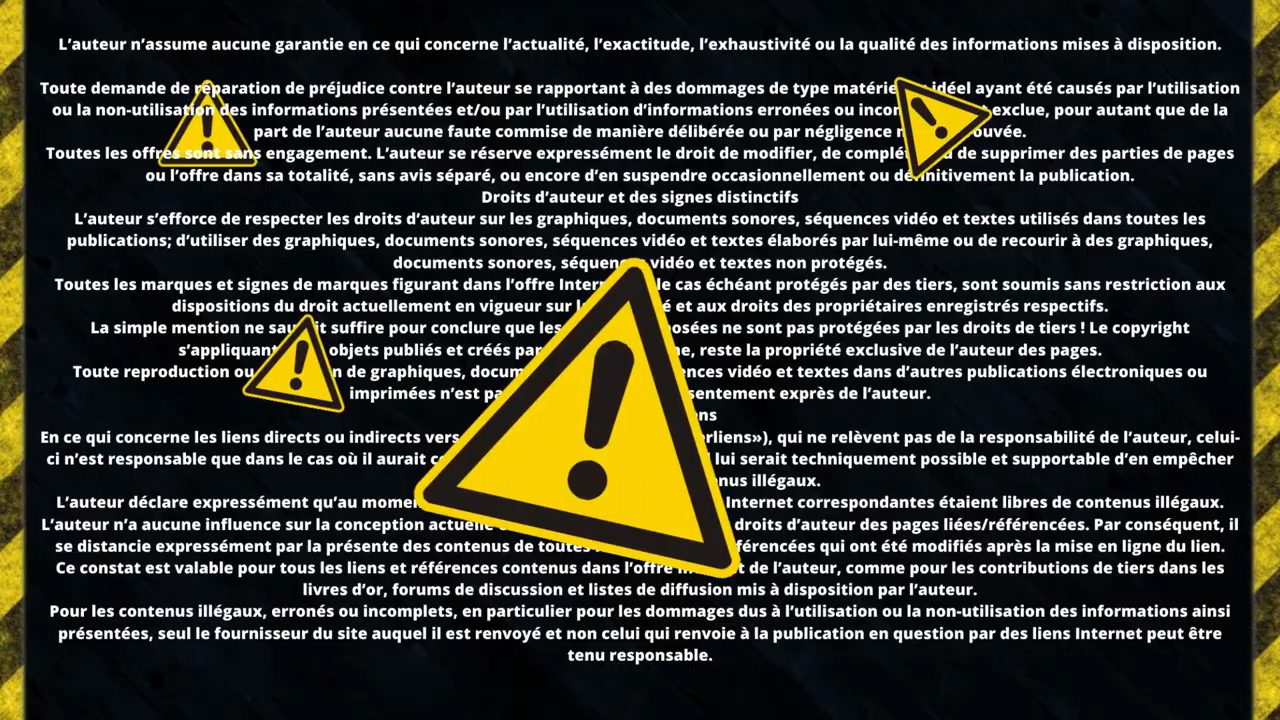 L’auteur n’assume aucune garantie en ce qui concerne l’actualité, l’exactitude, l’exhaustivité ou la qualité des informations mises à disposition.
Toute demande de réparation de préjudice contre l’auteur se rapportant à des dommages de type idéel ayant été causés par l’utilisation
ou la non-utilisation des informations présentées et/ou par l’utilisation d’informations erronées ou exclue, pour autant que de la
part de l’auteur aucune faute commise de manière délibérée ou par négligence
Toutes les offres sont sans engagement. L’auteur se réserve expressément le droit de modifier, de de supprimer des parties de pages
ou l’offre dans sa totalité, sans avis séparé, ou encore d’en suspendre occasionnellement ou définitivement la publication.
Droits d’auteur et des signes distinctifs
L’auteur s’efforce de respecter les droits d’auteur sur les graphiques, documents sonores, séquences vidéo et textes utilisés dans toutes les
publications; d’utiliser des graphiques, documents sonores, séquences vidéo et textes élaborés par lui-même ou de recourir à des graphiques,
documents sonores, vidéo et textes non protégés.
Toutes les marques et signes de marques figurant dans l’offre le cas échéant protégés par des tiers, sont soumis sans restriction aux
dispositions du droit actuellement en vigueur sur et aux droits des propriétaires enregistrés respectifs.
La simple mention ne suffire pour conclure que les ne sont pas protégées par les droits de tiers ! Le copyright
objets publiés et créés reste la propriété exclusive de l’auteur des pages.
Toute reproduction ou de graphiques, vidéo et textes dans d’autres publications électroniques ou
imprimées n’est exprès de l’auteur.
En ce qui concerne les liens directs ou indirects vers qui ne relèvent pas de la responsabilité de l’auteur, celui-
ci n’est responsable que dans le cas où il aurait lui serait techniquement possible et supportable d’en empêcher
illégaux.
L’auteur déclare expressément qu’au Internet correspondantes étaient libres de contenus illégaux.
L’auteur n’a aucune influence sur la conception actuelle droits d’auteur des pages liées/référencées. Par conséquent, il
se distancie expressément par la présente des contenus de qui ont été modifiés après la mise en ligne du lien.
Ce constat est valable pour tous les liens et références contenus dans l’offre de l’auteur, comme pour les contributions de tiers dans les
livres d’or, forums de discussion et listes de diffusion mis à disposition par l’auteur.
Pour les contenus illégaux, erronés ou incomplets, en particulier pour les dommages dus à l’utilisation ou la non-utilisation des informations ainsi
présentées, seul le fournisseur du site auquel il est renvoyé et non celui qui renvoie à la publication en question par des liens Internet peut être
tenu responsable.